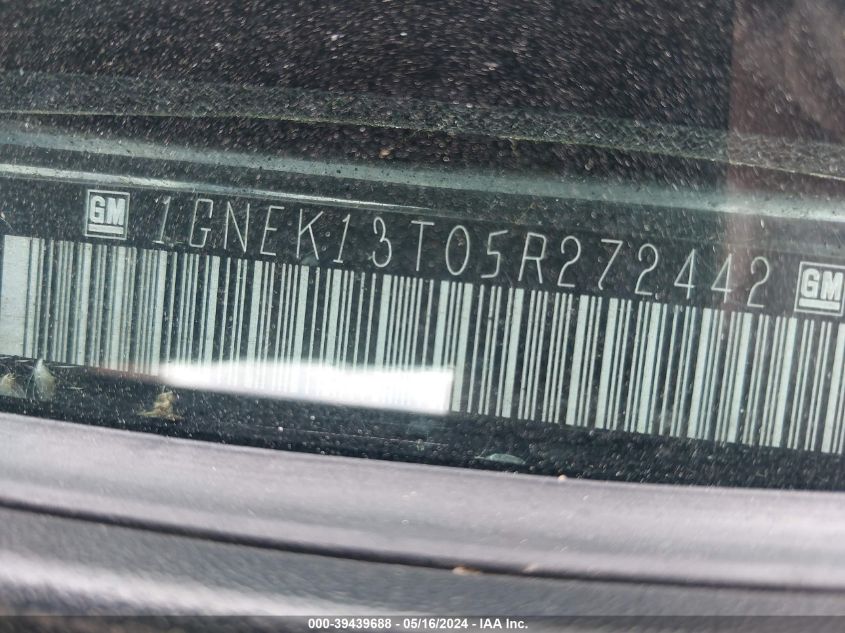 GM 1GNEK13T05R272442 GM
000-39439688 - 05/16/2024 - IAA Inc.